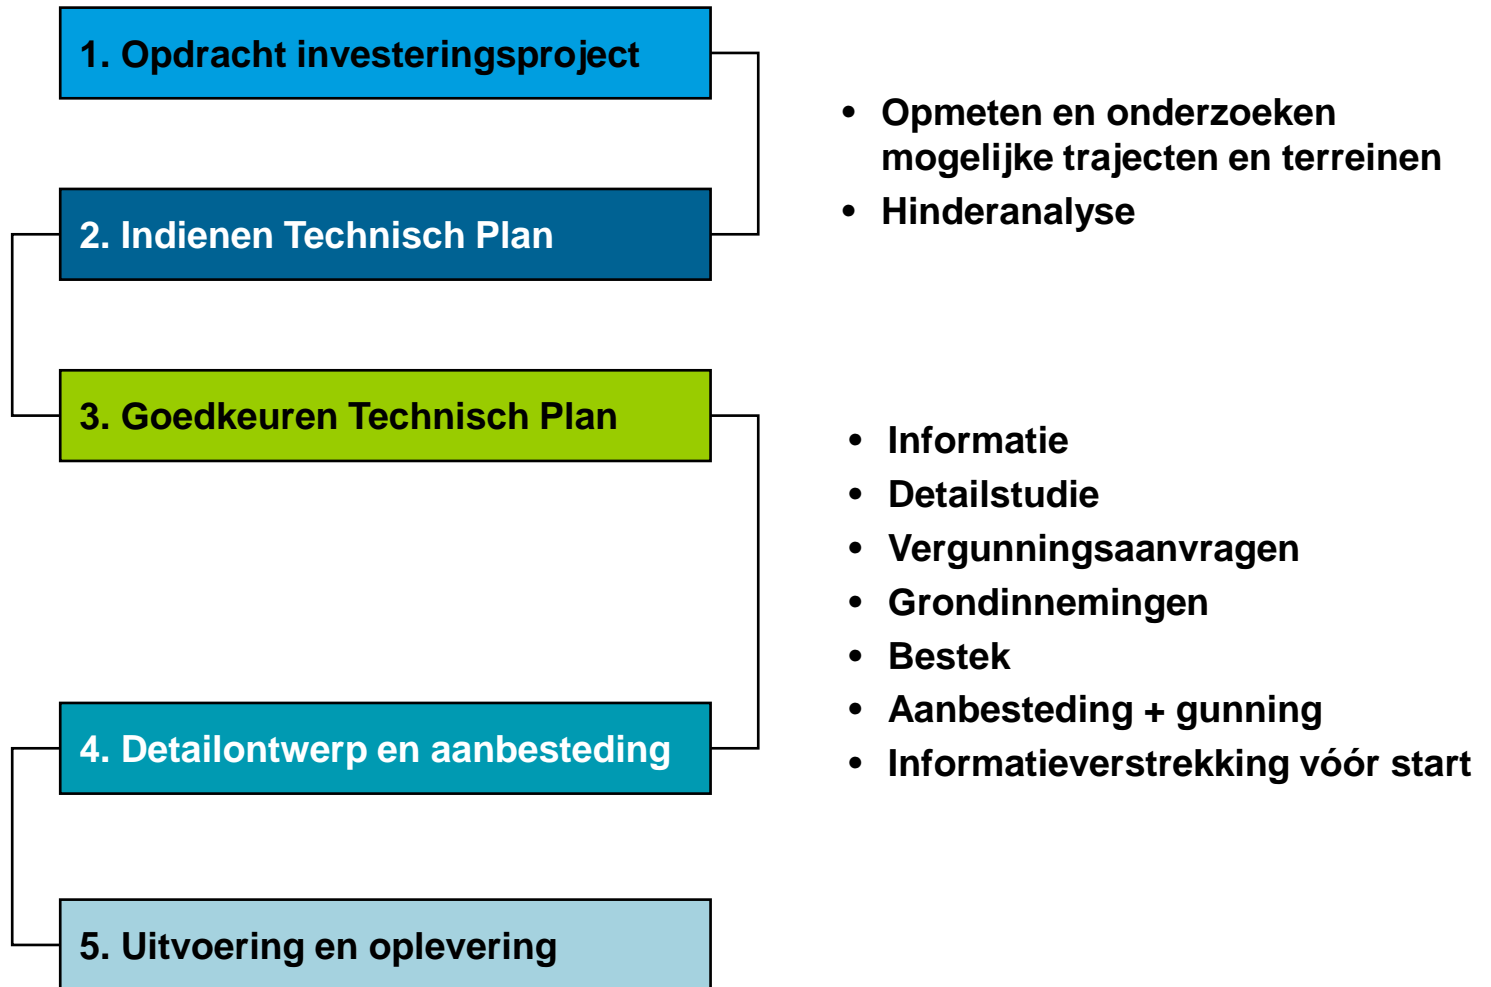 1. Opdracht investeringsproject
• Opmeten en onderzoeken
mogelijke trajecten en terreinen
• Hinderanalyse
2. Indienen Technisch Plan
3. Goedkeuren Technisch Plan
• Informatie
• Detailstudie
• Vergunningsaanvragen
• Grondinnemingen
• Bestek
• Aanbesteding + gunning
• Informatieverstrekking vóór start
4. Detailontwerp en aanbesteding
5. Uitvoering en oplevering